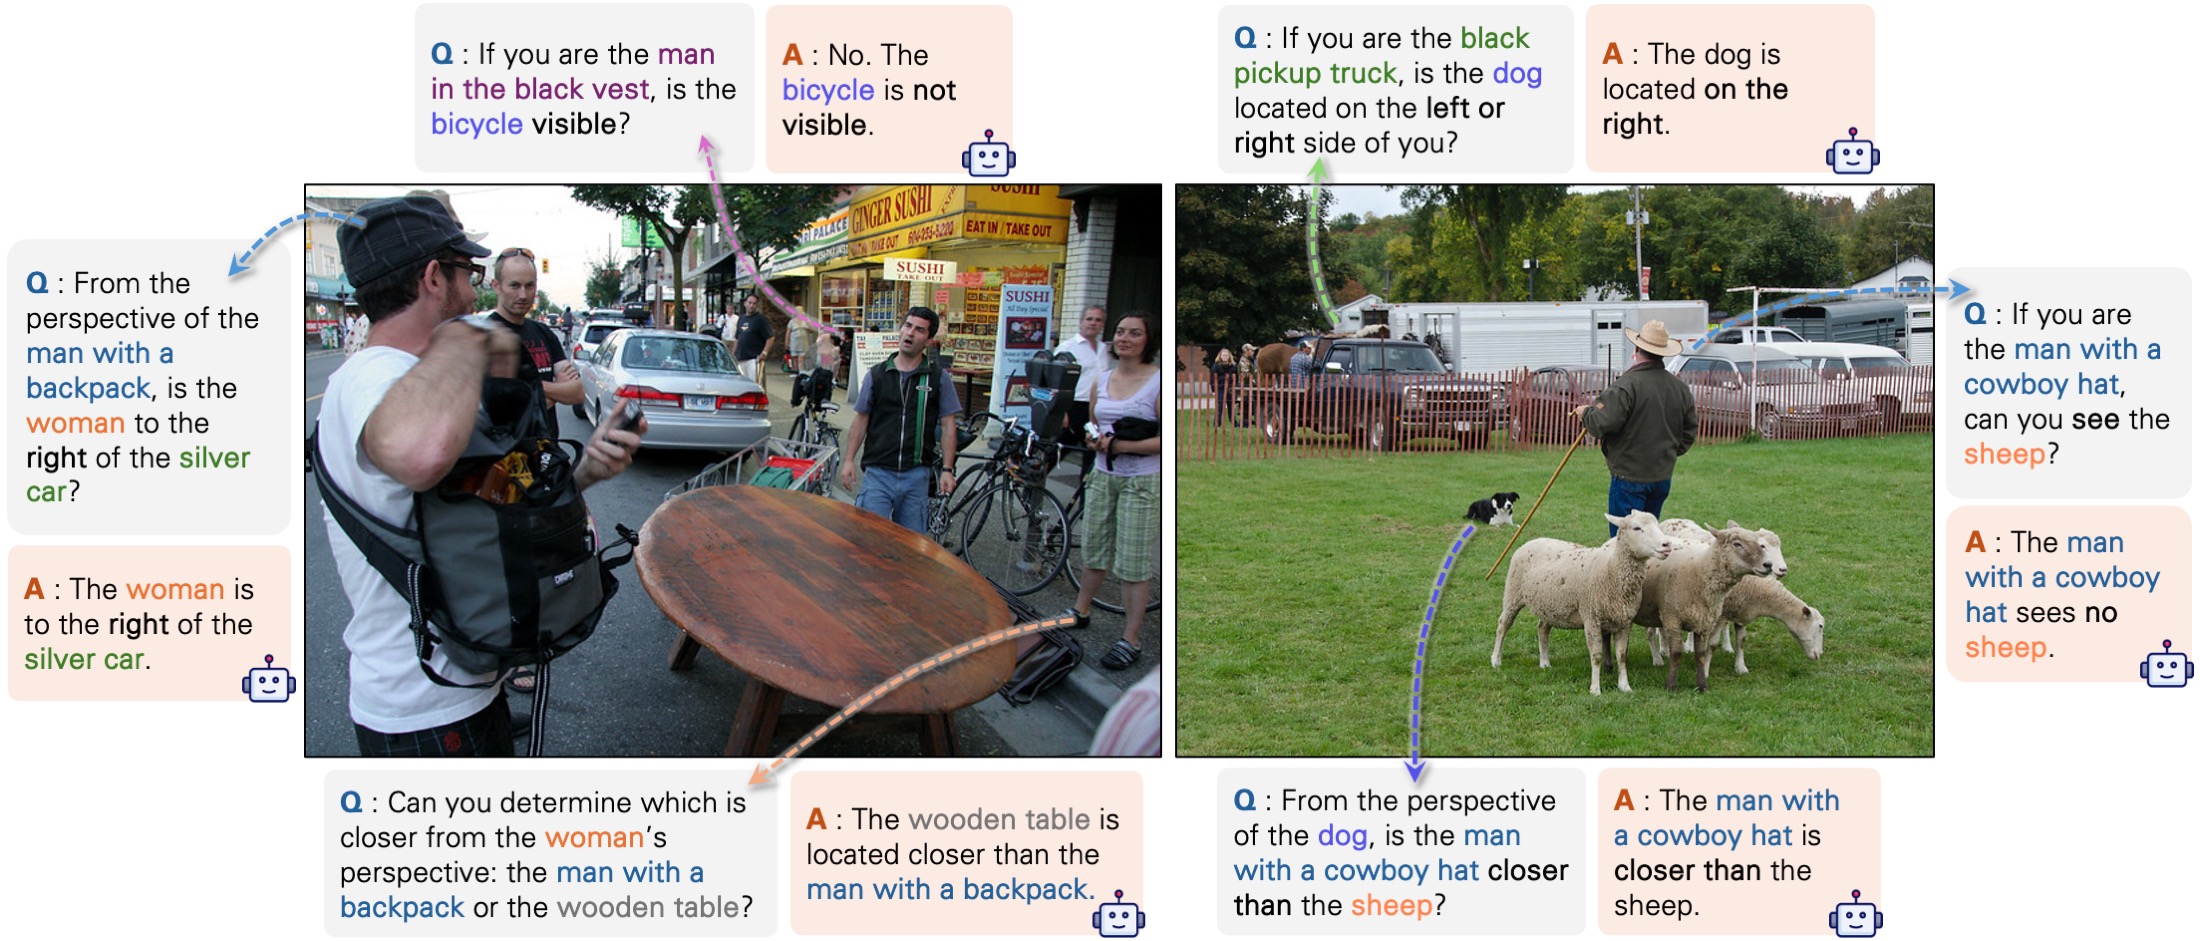 Q : If you are the man
in the black vest, is the
bicycle visible?
A : No. The
bicycle is not
visible.
Q : If you are the black
pickup truck, is the dog
located on the left or
right side of you?
A : The dog is
located on the
right.
Q : From the
perspective of the
man with a
backpack, is the
woman to the
right of the silver
car?
A : The woman is
to the right of the
silver car.
GINGER SUSHI
SUSHI
EAT IN / TAKE OUT
PALACE
SUSHI
TAKE OUT
SUSHI
All Day Special
CHROME
Q : If you are
the man with a
cowboy hat,
can you see the
sheep?
A : The man
with a cowboy
hat sees no
sheep.
Q : Can you determine which is
closer from the woman's
perspective: the man with a
backpack or the wooden table?
A : The wooden table is
located closer than the
man with a backpack.
Q : From the perspective
of the dog, is the man
with a cowboy hat closer
than the sheep?
A : The man with
a cowboy hat is
closer than the
sheep.